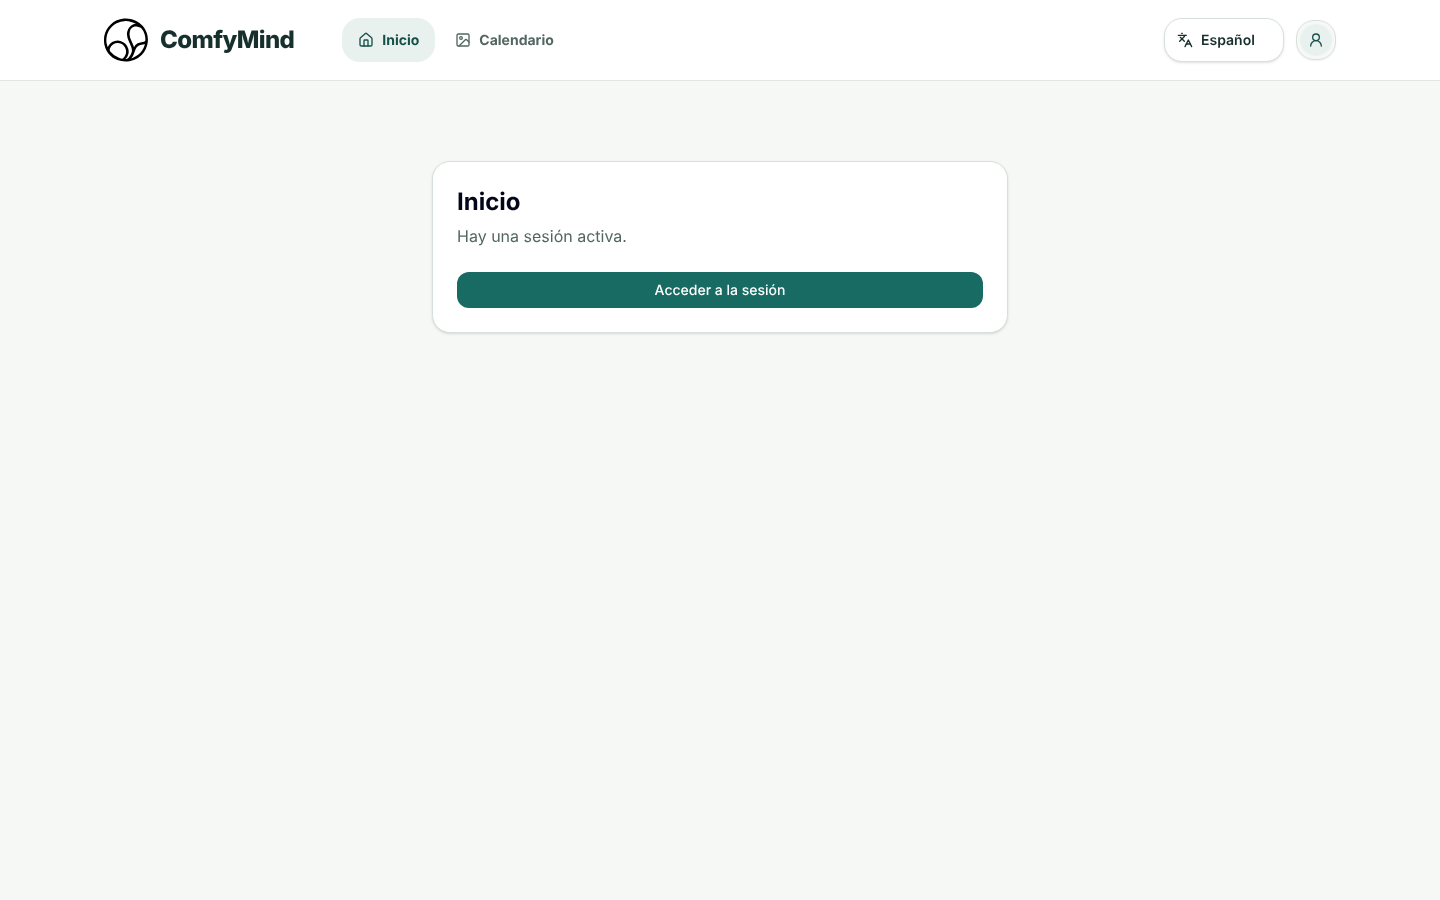 ComfyMind
Inicio
Calendario
Español
Inicio
Hay una sesión activa.
Acceder a la sesión